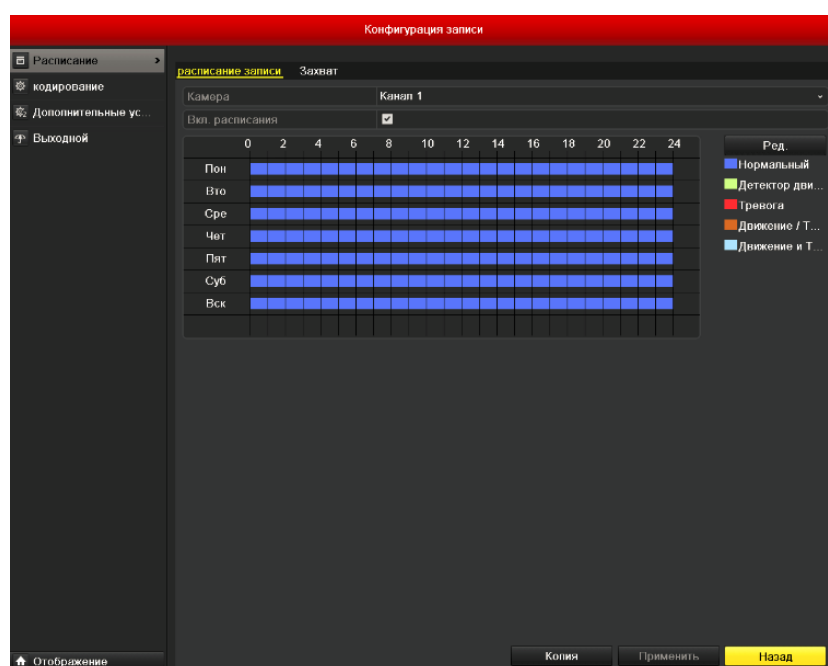 Конфигурация записи
Расписание
кодирование
Дополнительные ус...
Выходной
расписание записи Захват
Камера Канал 1
Вкл. расписания
0 2 4 6 8 10 12 14 16 18 20 22 24
Пон
Вто
Сре
Чет
Пят
Суб
Вск
Ред.
Нормальный
Детектор дви...
Тревога
Движение / Т...
Движение и Т...
Отображение
Копия Применить Назад